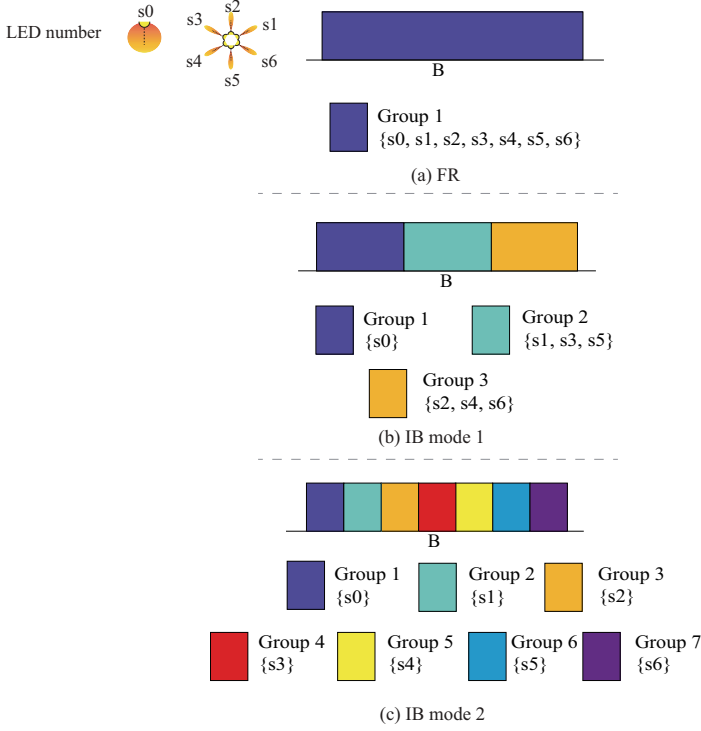 LED number
s0
s2
s3
s1
s4
s6
s5
B
Group 1
{s0, s1, s2, s3, s4, s5, s6}
(a) FR
B
Group 1
{s0}
Group 2
{s1, s3, s5}
Group 3
{s2, s4, s6}
(b) IB mode 1
B
Group 1
{s0}
Group 2
{s1}
Group 3
{s2}
Group 4
{s3}
Group 5
{s4}
Group 6
{s5}
Group 7
{s6}
(c) IB mode 2